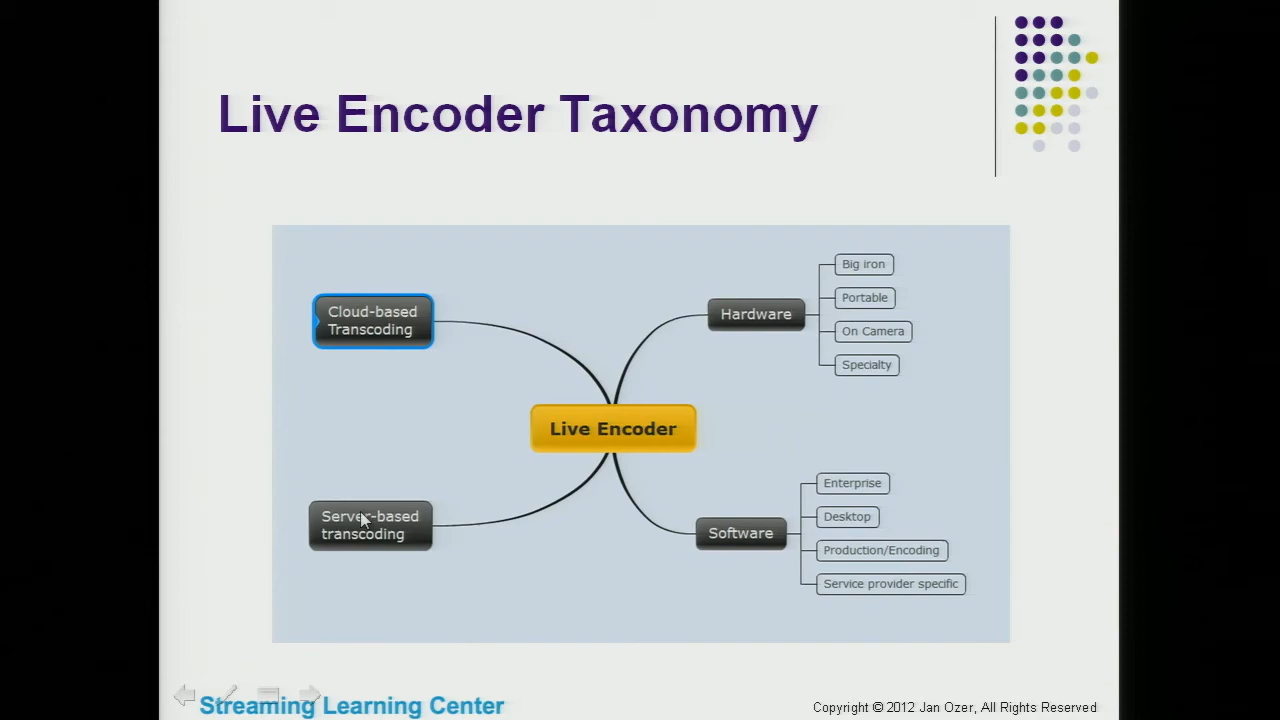 Live Encoder Taxonomy
Cloud-based
Transcoding
Server-based
transcoding
Live Encoder
Hardware
Big iron
Portable
On Camera
Specialty
Software
Enterprise
Desktop
Production/Encoding
Service provider specific
Streaming Learning Center
Copyright © 2012 Jan Ozer, All Rights Reserved